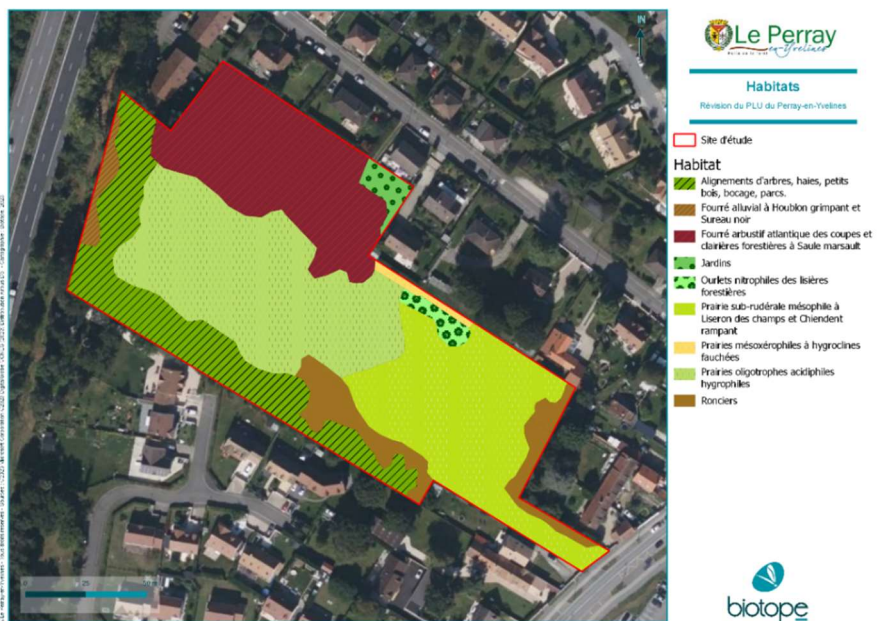 N
Le Perray
en-Yvelines
Habitats
Révision du PLU du Perray-en-Yvelines
Site d'étude
Habitat
Alignements d'arbres, haies, petits
bois, bocage, parcs.
Fourré alluvial à Houblon grimpant et
Sureau noir
Fourré arbustif atlantique des coupes et
clairières forestières à Saule marsault
Jardins
Ourlets nitrophiles des lisières
forestières
Prairie sub-rudérale mésophile à
Liseron des champs et Chiendent
rampant
Prairies mésoxérophiles à hygroclines
fauchées
Prairies oligotrophes acidiphiles
hygrophiles
Ronciers
0 25 50 m
biotope